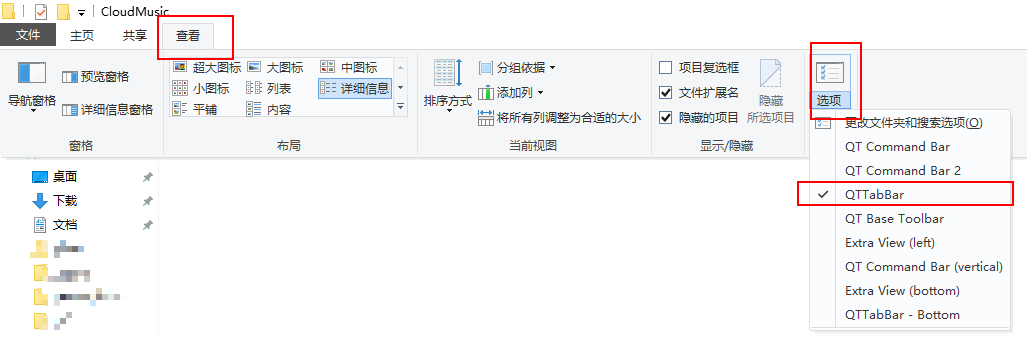 CloudMusic
文件 主页 共享 查看
导航窗格
预览窗格
详细信息窗格
窗格
超大图标 大图标 中图标
小图标 列表 详细信息
平铺 内容
布局
排序方式
分组依据
添加列
将所有列调整为合适的大小
当前视图
项目复选框
文件扩展名
隐藏的项目
隐藏
所选项目
显示/隐藏
选项
更改文件夹和搜索选项(O)
QT Command Bar
QT Command Bar 2
QTTabBar
QT Base Toolbar
Extra View (left)
QT Command Bar (vertical)
Extra View (bottom)
QTTabBar - Bottom
桌面
下载
文档